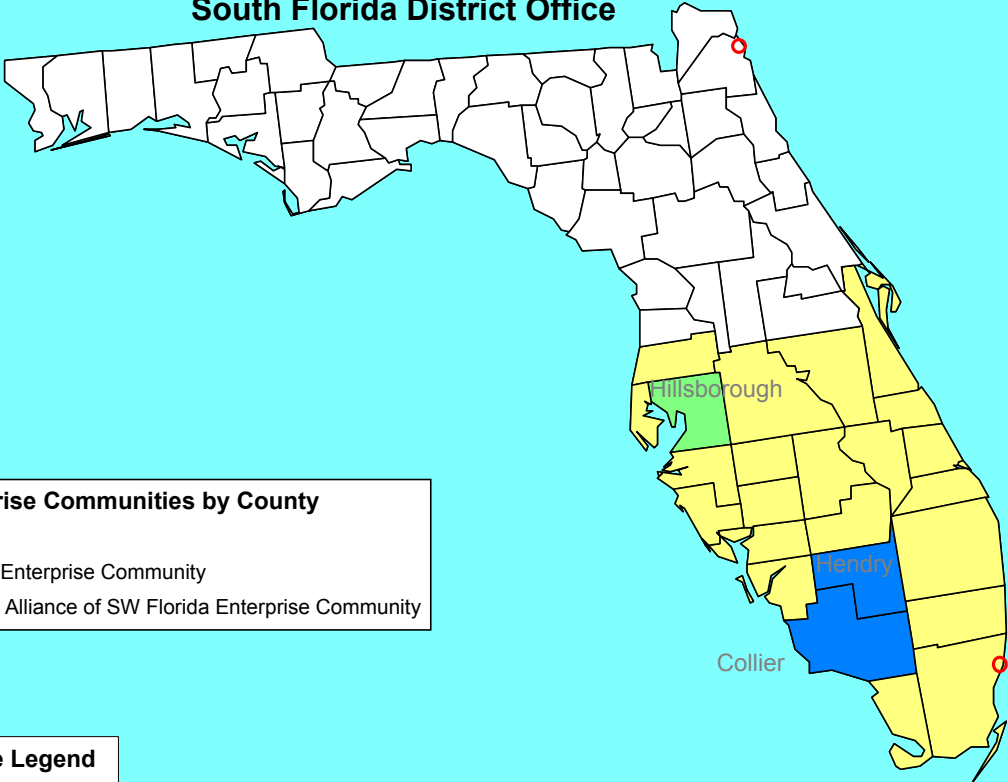 South Florida District Office
Hillsborough
rise Communities by County
Enterprise Community
Alliance of SW Florida Enterprise Community
Hendry
Collier
Legend